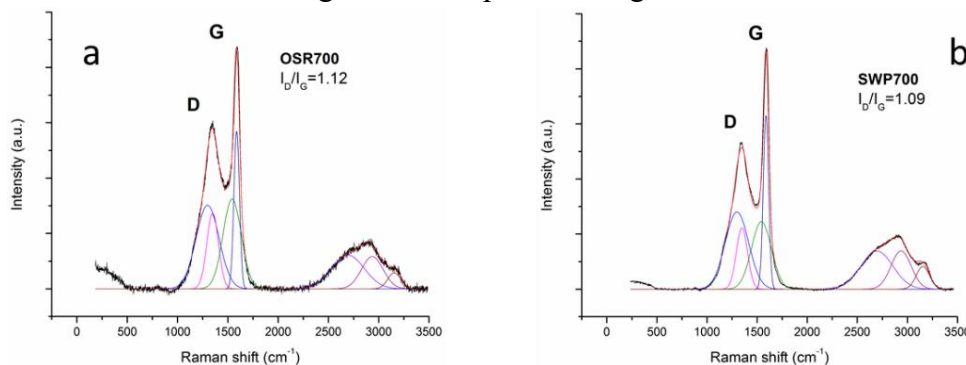 a
G
OSR700
I_D/I_G=1.12
D
Intensity (a.u.)
0 500 1000 1500 2000 2500 3000 3500
Raman shift (cm⁻¹)
b
G
SWP700
I_D/I_G=1.09
D
Intensity (a.u.)
0 500 1000 1500 2000 2500 3000 3500
Raman shift (cm⁻¹)